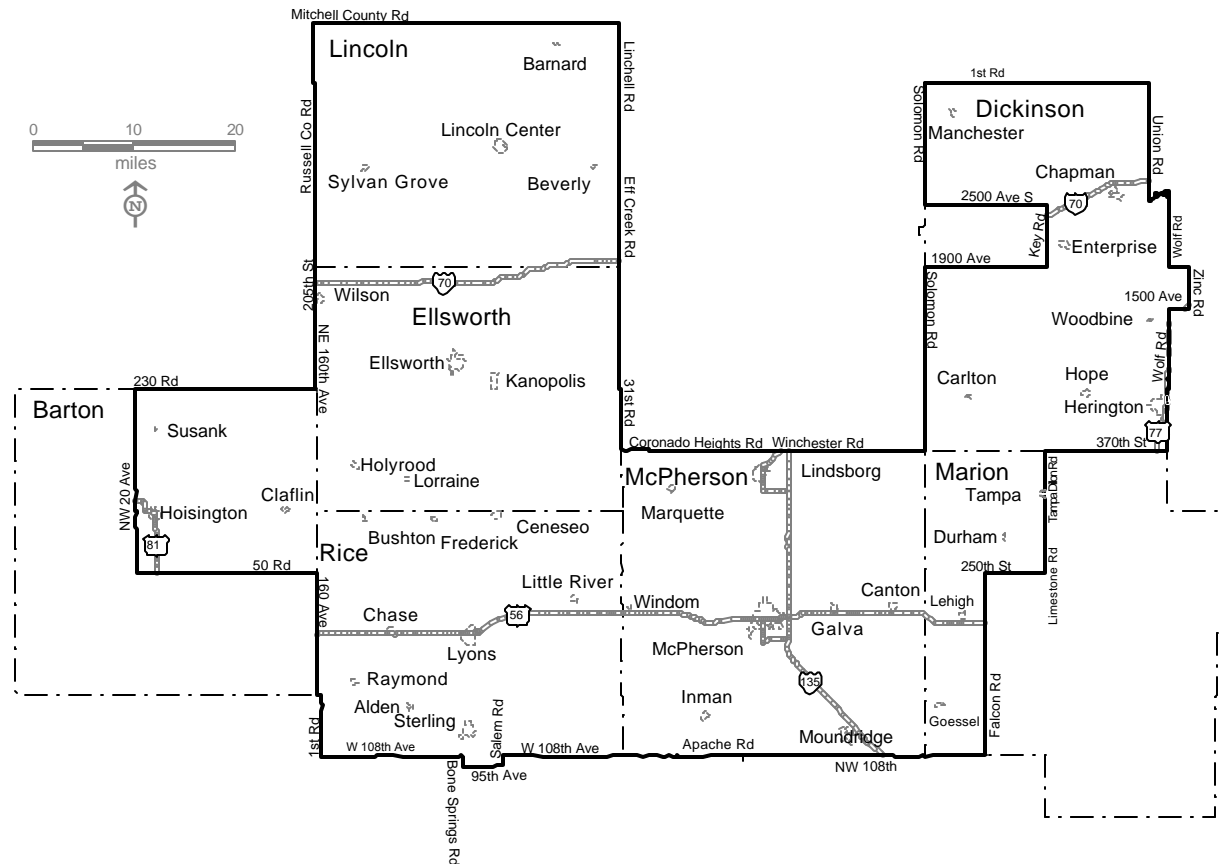 Mitchell County Rd
Lincoln
Barnard
Linchell Rd
1st Rd
Solomon Rd
Dickinson
Manchester
Union Rd
Russell Co Rd
0 10 20
miles
N
Lincoln Center
Sylvan Grove
Beverly
Eff Creek Rd
Chapman
70
2500 Ave S
Key Rd
Enterprise
Wolf Rd
1900 Ave
Zinc Rd
205th St
Wilson
70
Solomon Rd
1500 Ave
Woodbine
Ellsworth
NE 160th Ave
Ellsworth
Kanopolis
Wolf Rd
Carlton
Hope
Herington
230 Rd
31st Rd
Barton
Susank
77
370th St
Coronado Heights Rd
Winchester Rd
Holyrood
Lorraine
McPherson
Lindsborg
Marion
Tampa
Tampa Dillon Rd
Marquette
NW 20 Ave
Claflin
Hoisington
81
Rice
Bushton
Frederick
Ceneseo
Durham
250th St
Limestone Rd
50 Rd
160 Ave
Little River
Windom
56
Chase
Lyons
Canton
Lehigh
Galva
McPherson
135
Raymond
Alden
Sterling
Salem Rd
Inman
Goessel
Falcon Rd
Moundridge
1st Rd
W 108th Ave
W 108th Ave
Apache Rd
NW 108th
95th Ave
Bone Springs Rd